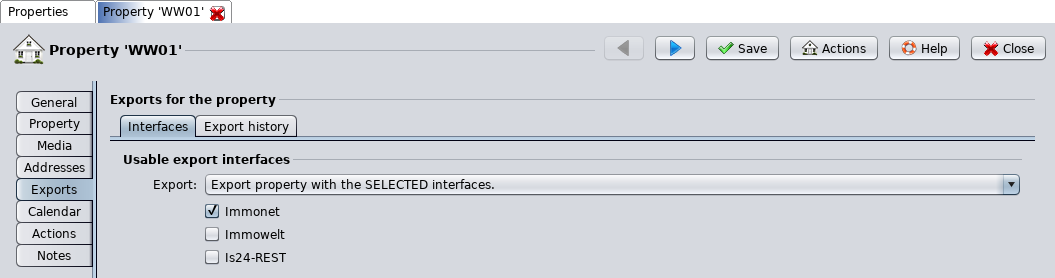 Properties
Property 'WW01'
Property 'WW01'
Save
Actions
Help
Close
General
Property
Media
Addresses
Exports
Calendar
Actions
Notes
Exports for the property
Interfaces
Export history
Usable export interfaces
Export: Export property with the SELECTED interfaces.
Immonet
Immowelt
Is24-REST